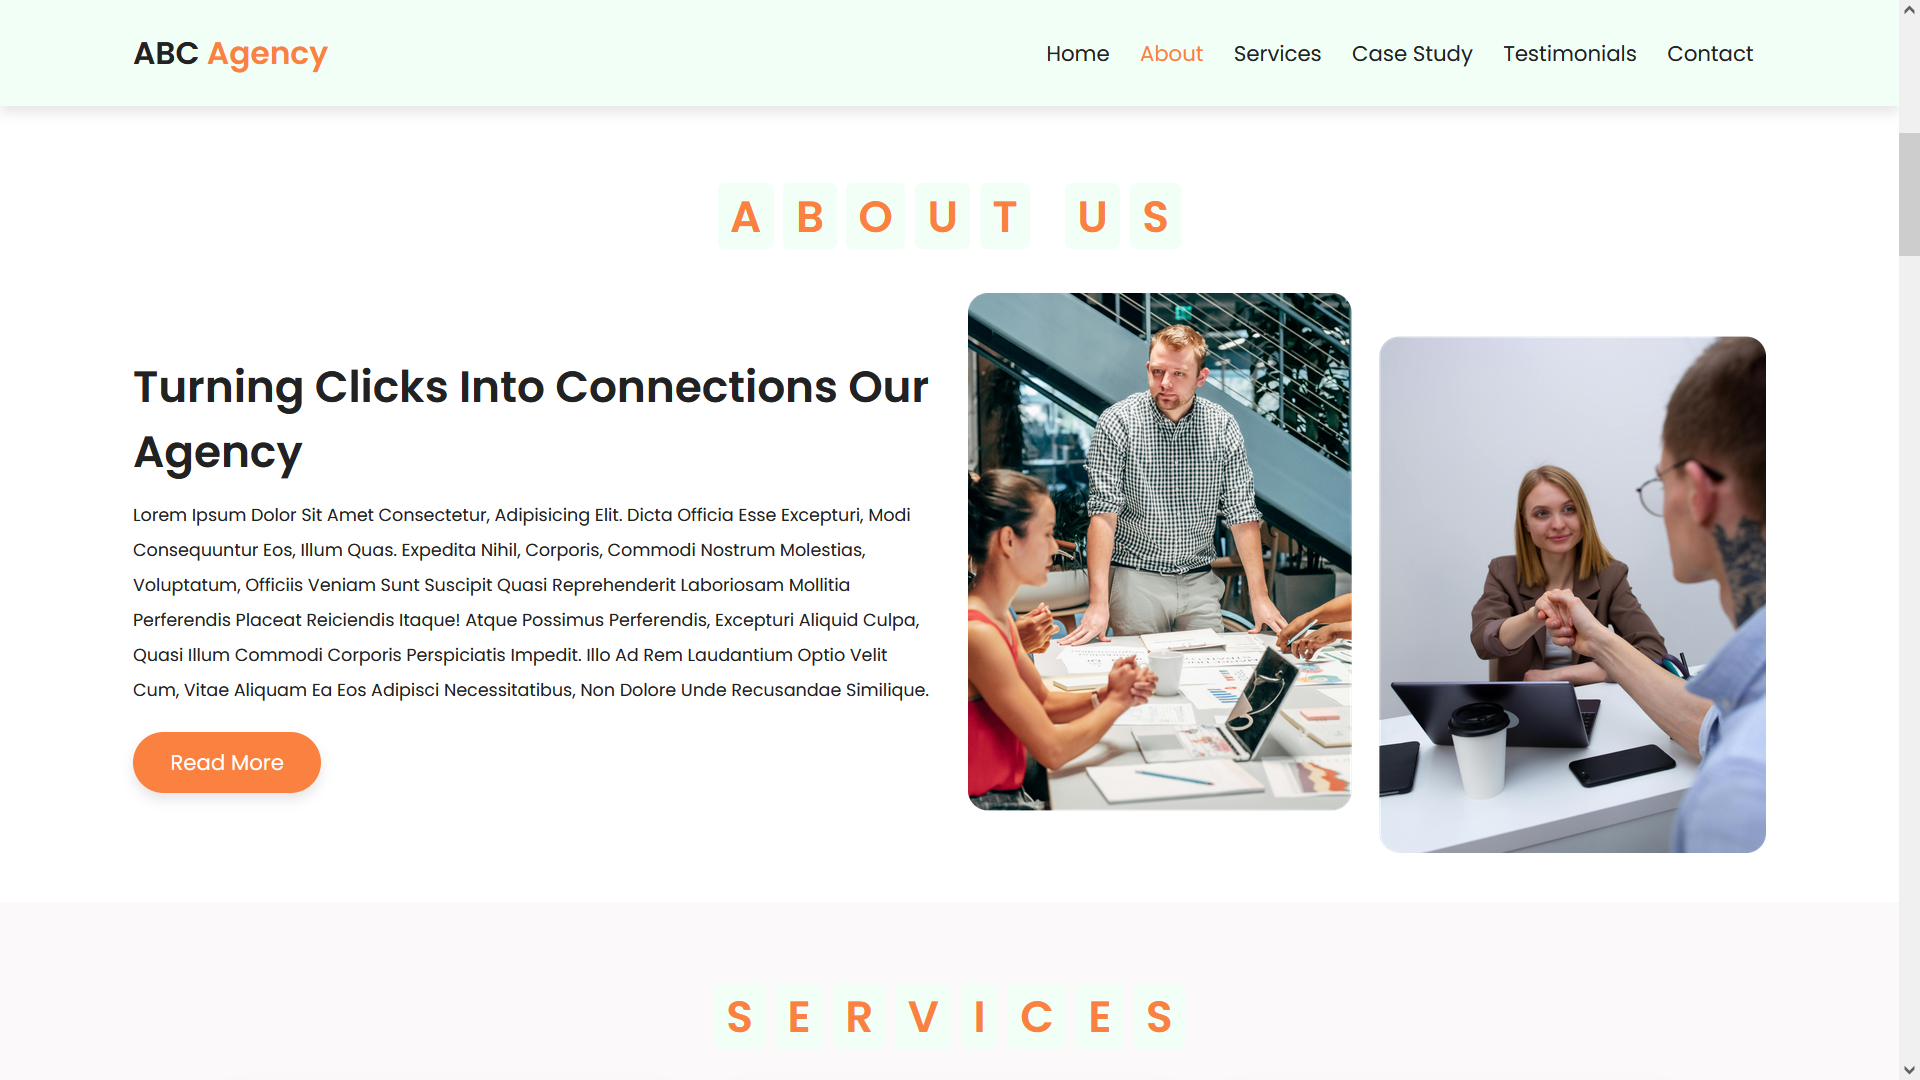 ABC Agency
Home About Services Case Study Testimonials Contact
ABOUT US
Turning Clicks Into Connections Our
Agency
Lorem Ipsum Dolor Sit Amet Consectetur, Adipisicing Elit. Dicta Officia Esse Excepturi, Modi
Consequuntur Eos, Illum Quas. Expedita Nihil, Corporis, Commodi Nostrum Molestias,
Voluptatum, Officiis Veniam Sunt Suscipit Quasi Reprehenderit Laboriosam Mollitia
Perferendis Placeat Reiciendis Itaque! Atque Possimus Perferendis, Excepturi Aliquid Culpa,
Quasi Illum Commodi Corporis Perspiciatis Impedit. Illo Ad Rem Laudantium Optio Velit
Cum, Vitae Aliquam Ea Eos Adipisci Necessitatibus, Non Dolore Unde Recusandae Similique.
Read More
SERVICES